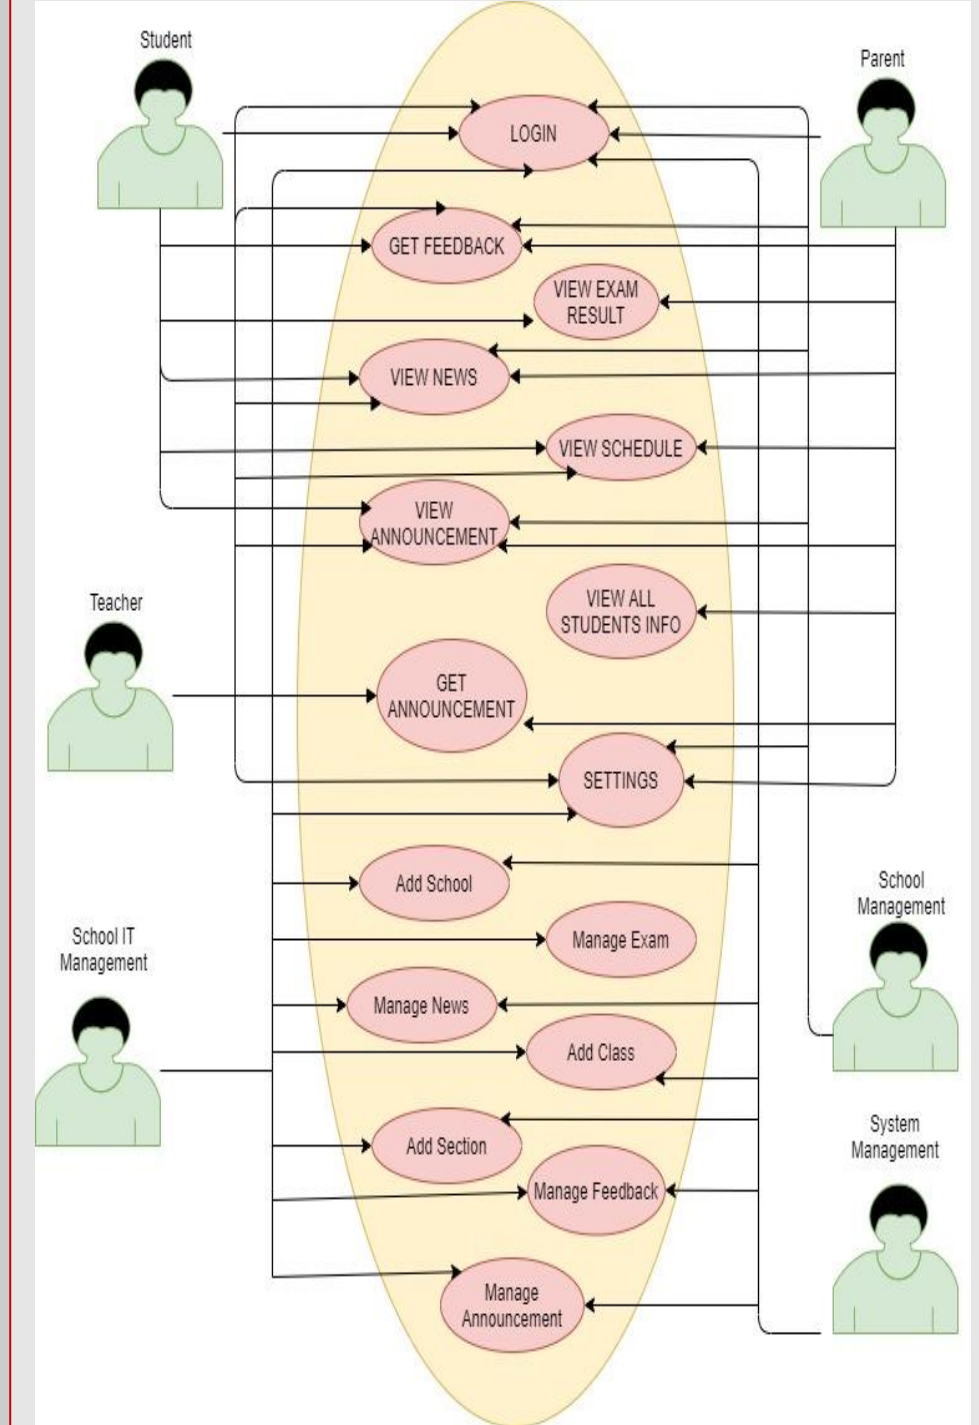 Student
Parent
LOGIN
GET FEEDBACK
VIEW EXAM
RESULT
VIEW NEWS
VIEW SCHEDULE
VIEW
ANNOUNCEMENT
Teacher
VIEW ALL
STUDENTS INFO
GET
ANNOUNCEMENT
SETTINGS
Add School
School
Management
School IT
Management
Manage Exam
Manage News
Add Class
System
Management
Add Section
Manage Feedback
Manage
Announcement